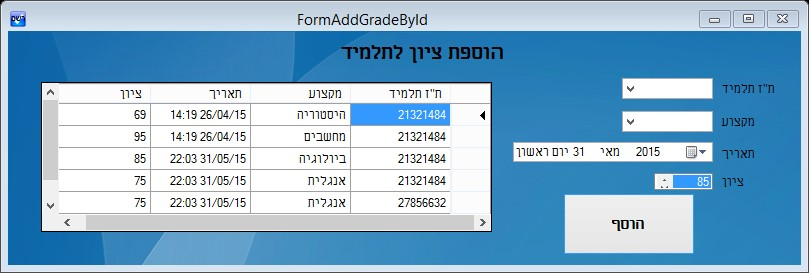 FormAddGradeById
הוספת ציון לתלמיד
ת"ז תלמיד
מקצוע
תאריך 31 יום ראשון מאי 2015
ציון 85
הוסף
ת"ז תלמיד מקצוע תאריך ציון
21321484 היסטוריה 14:19 26/04/15 69
21321484 מחשבים 14:19 26/04/15 95
21321484 ביולוגיה 22:03 31/05/15 85
21321484 אנגלית 22:03 31/05/15 75
27856632 אנגלית 22:03 31/05/15 75